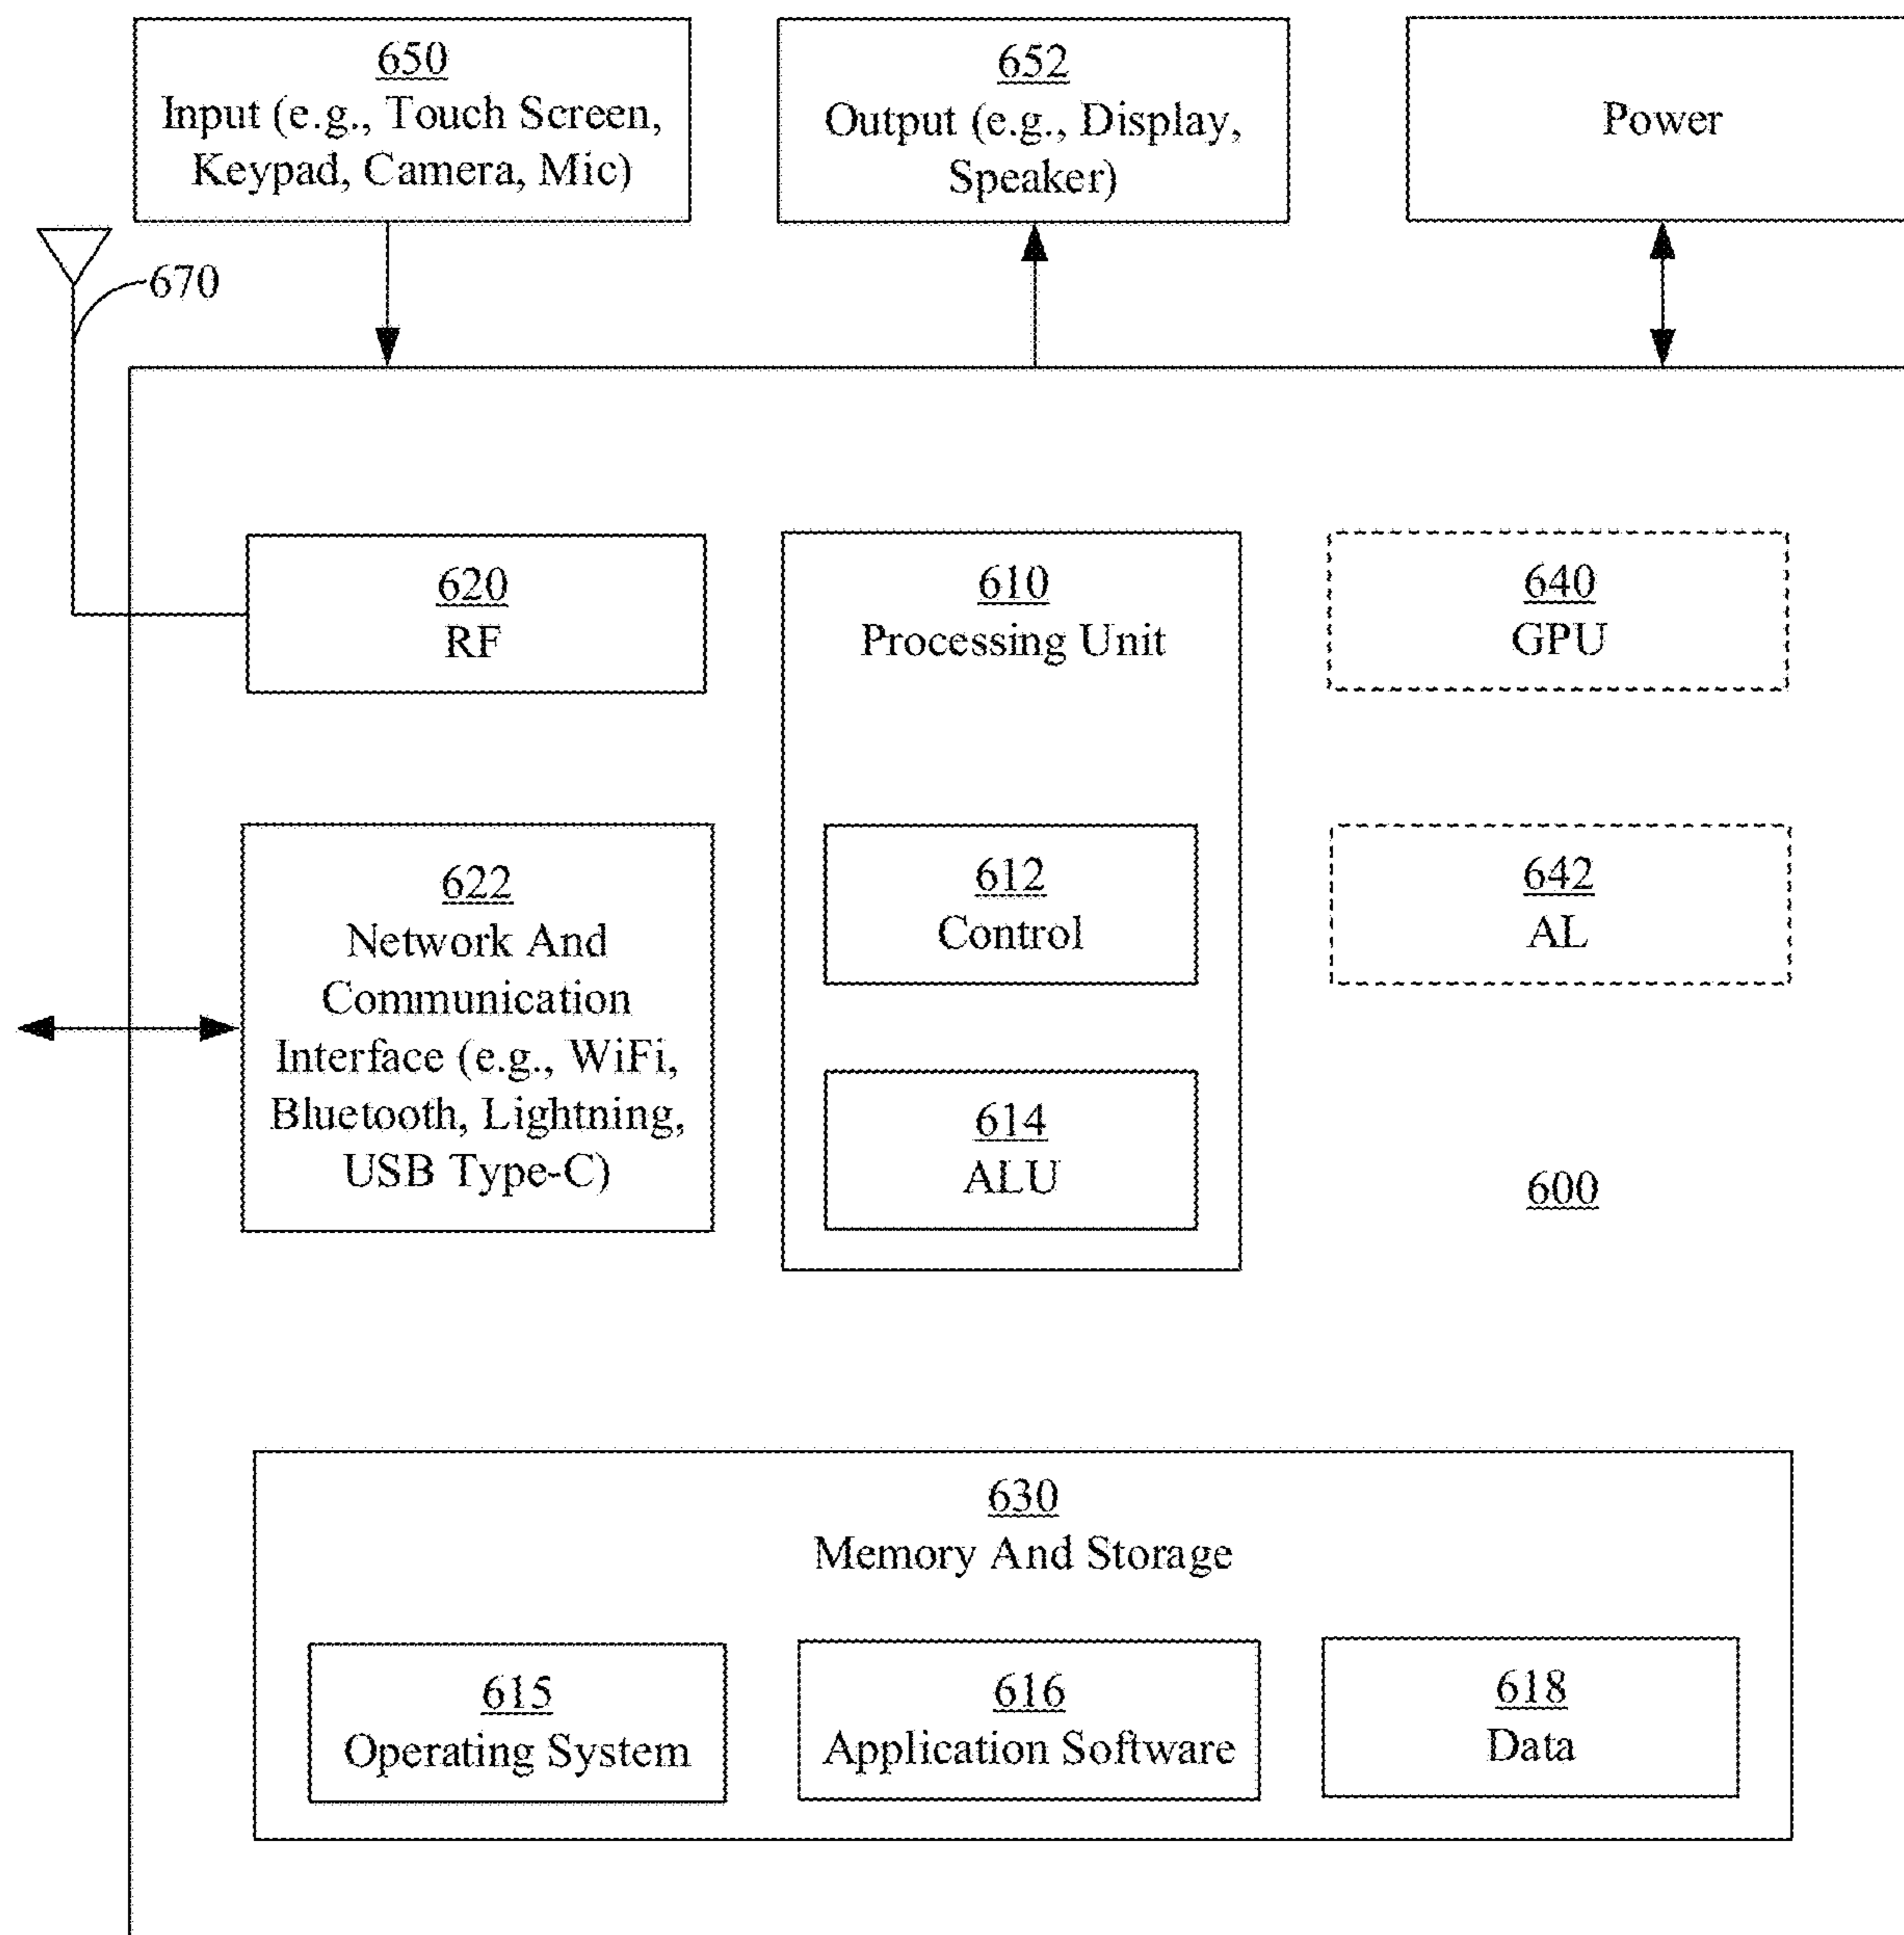 650
Input (e.g., Touch Screen,
Keypad, Camera, Mic)
652
Output (e.g., Display,
Speaker)
Power
670
620
RF
610
Processing Unit
640
GPU
622
Network And
Communication
Interface (e.g., WiFi,
Bluetooth, Lightning,
USB Type-C)
612
Control
642
AL
614
ALU
600
630
Memory And Storage
615
Operating System
616
Application Software
618
Data